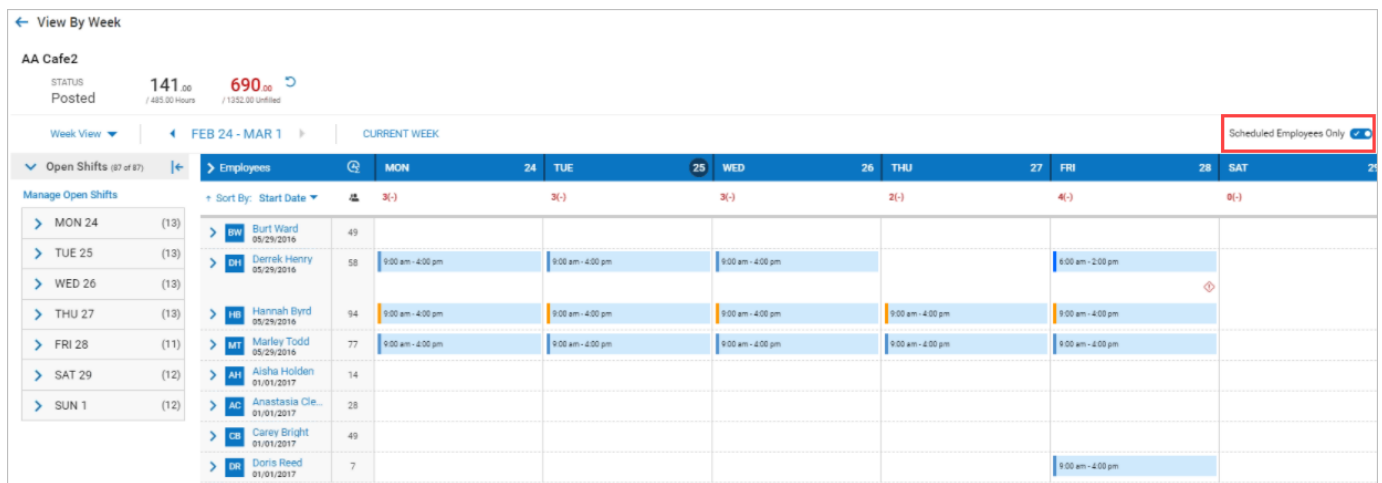 View By Week
AA Cafe2
STATUS
Posted
141.00
/ 485.00 Hours
690.00
/ 1352.00 Unfilled
Week View
FEB 24 - MAR 1
CURRENT WEEK
Scheduled Employees Only
Open Shifts (87 of 87)
Employees
MON 24
TUE 25
WED 26
THU 27
FRI 28
SAT 29
Manage Open Shifts
Sort By: Start Date
3(-)
3(-)
3(-)
2(-)
4(-)
0(-)
MON 24 (13)
TUE 25 (13)
WED 26 (13)
THU 27 (13)
FRI 28 (11)
SAT 29 (12)
SUN 1 (12)
BW Burt Ward 49
05/29/2016
DH Derrek Henry 58 9:00 am - 4:00 pm 9:00 am - 4:00 pm 9:00 am - 4:00 pm 6:00 am - 2:00 pm
05/29/2016
HB Hannah Byrd 94 9:00 am - 4:00 pm 9:00 am - 4:00 pm 9:00 am - 4:00 pm 9:00 am - 4:00 pm 9:00 am - 4:00 pm
05/29/2016
MT Marley Todd 77 9:00 am - 4:00 pm 9:00 am - 4:00 pm 9:00 am - 4:00 pm 9:00 am - 4:00 pm 9:00 am - 4:00 pm
05/29/2016
AH Aisha Holden 14
01/01/2017
AC Anastasia Cle... 28
01/01/2017
CB Carey Bright 49
01/01/2017
DR Doris Reed 7 9:00 am - 4:00 pm
01/01/2017